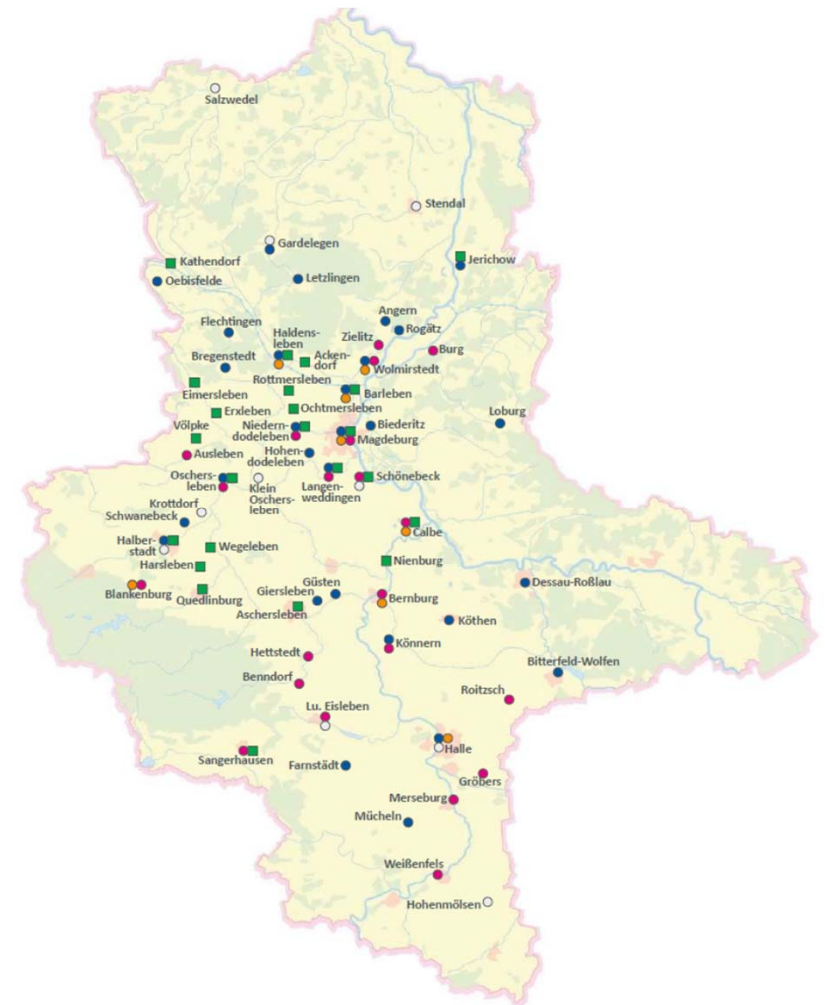 Salzwedel
Stendal
Gardelegen
Kathendorf
Jerichow
Oebisfelde
Letzlingen
Angern
Flechtingen
Rogätz
Haldens-
leben
Zielitz
Burg
Bregenstedt
Acken-
dorf
Wolmirstedt
Rottmersleben
Eimersleben
Barleben
Erxleben
Ochtmersleben
Loburg
Völpke
Niedern-
dodeleben
Biederitz
Magdeburg
Ausleben
Hohen-
dodeleben
Oschers-
leben
Klein
Oschers-
leben
Langen-
weddingen
Schönebeck
Krottdorf
Schwanebeck
Calbe
Halber-
stadt
Wegeleben
Harsleben
Nienburg
Blankenburg
Quedlinburg
Giersleben
Güsten
Dessau-Roßlau
Aschersleben
Bernburg
Köthen
Könnern
Hettstedt
Bitterfeld-Wolfen
Benndorf
Roitzsch
Lu. Eisleben
Halle
Sangerhausen
Farnstädt
Gröbers
Merseburg
Mücheln
Weißenfels
Hohenmölsen